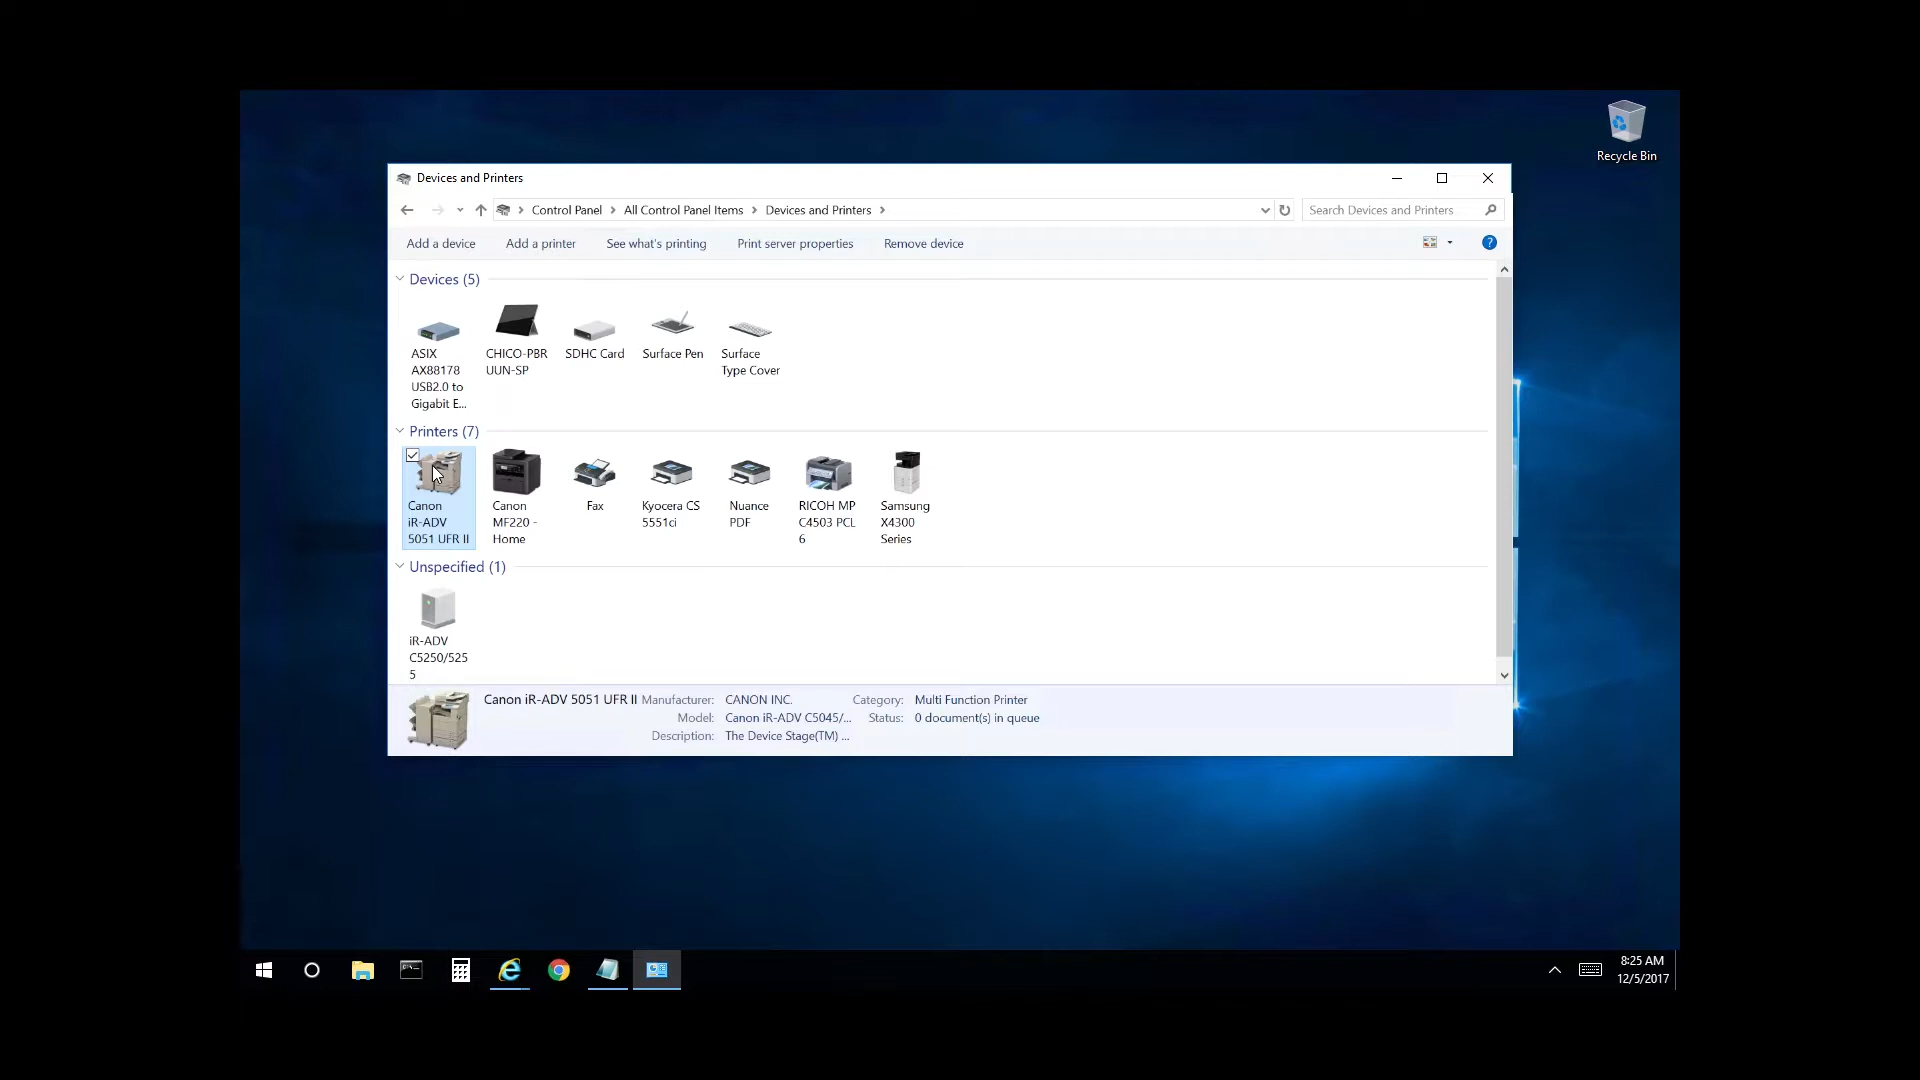 Recycle Bin
Devices and Printers
Control Panel
All Control Panel Items
Devices and Printers
Search Devices and Printers
Add a device
Add a printer
See what's printing
Print server properties
Remove device
?
Devices (5)
ASIX
AX88178
USB2.0 to
Gigabit E...
CHICO-PBR
UUN-SP
SDHC Card
Surface Pen
Surface
Type Cover
Printers (7)
Canon
iR-ADV
5051 UFR II
Canon
MF220 -
Home
Fax
Kyocera CS
5551ci
Nuance
PDF
RICOH MP
C4503 PCL
6
Samsung
X4300
Series
Unspecified (1)
iR-ADV
C5250/525
5
Canon iR-ADV 5051 UFR II Manufacturer: CANON INC. Category: Multi Function Printer
Model: Canon iR-ADV C5045/... Status: 0 document(s) in queue
Description: The Device Stage(TM) ...
8:25 AM
12/5/2017